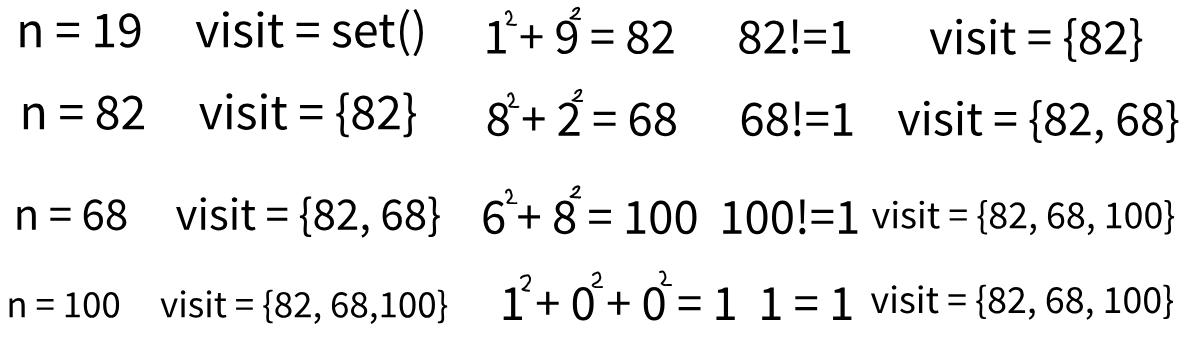 n = 19 visit = set() 1² + 9² = 82 82!=1 visit = {82}
n = 82 visit = {82} 8² + 2² = 68 68!=1 visit = {82, 68}
n = 68 visit = {82, 68} 6² + 8² = 100 100!=1 visit = {82, 68, 100}
n = 100 visit = {82, 68,100} 1² + 0² + 0² = 1 1 = 1 visit = {82, 68, 100}